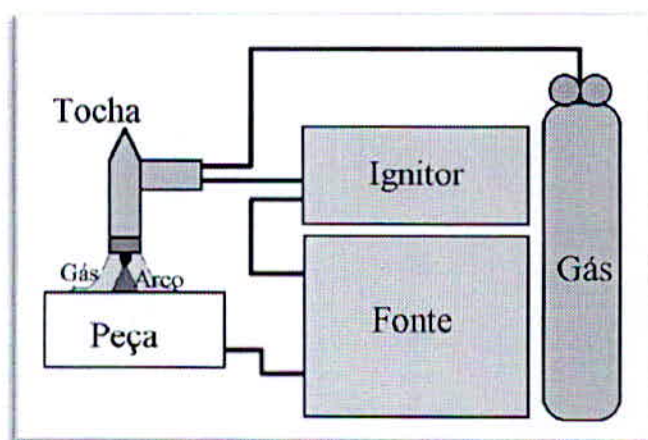 Tocha
Ignitor
Gás
Arco
Gás
Peça
Fonte